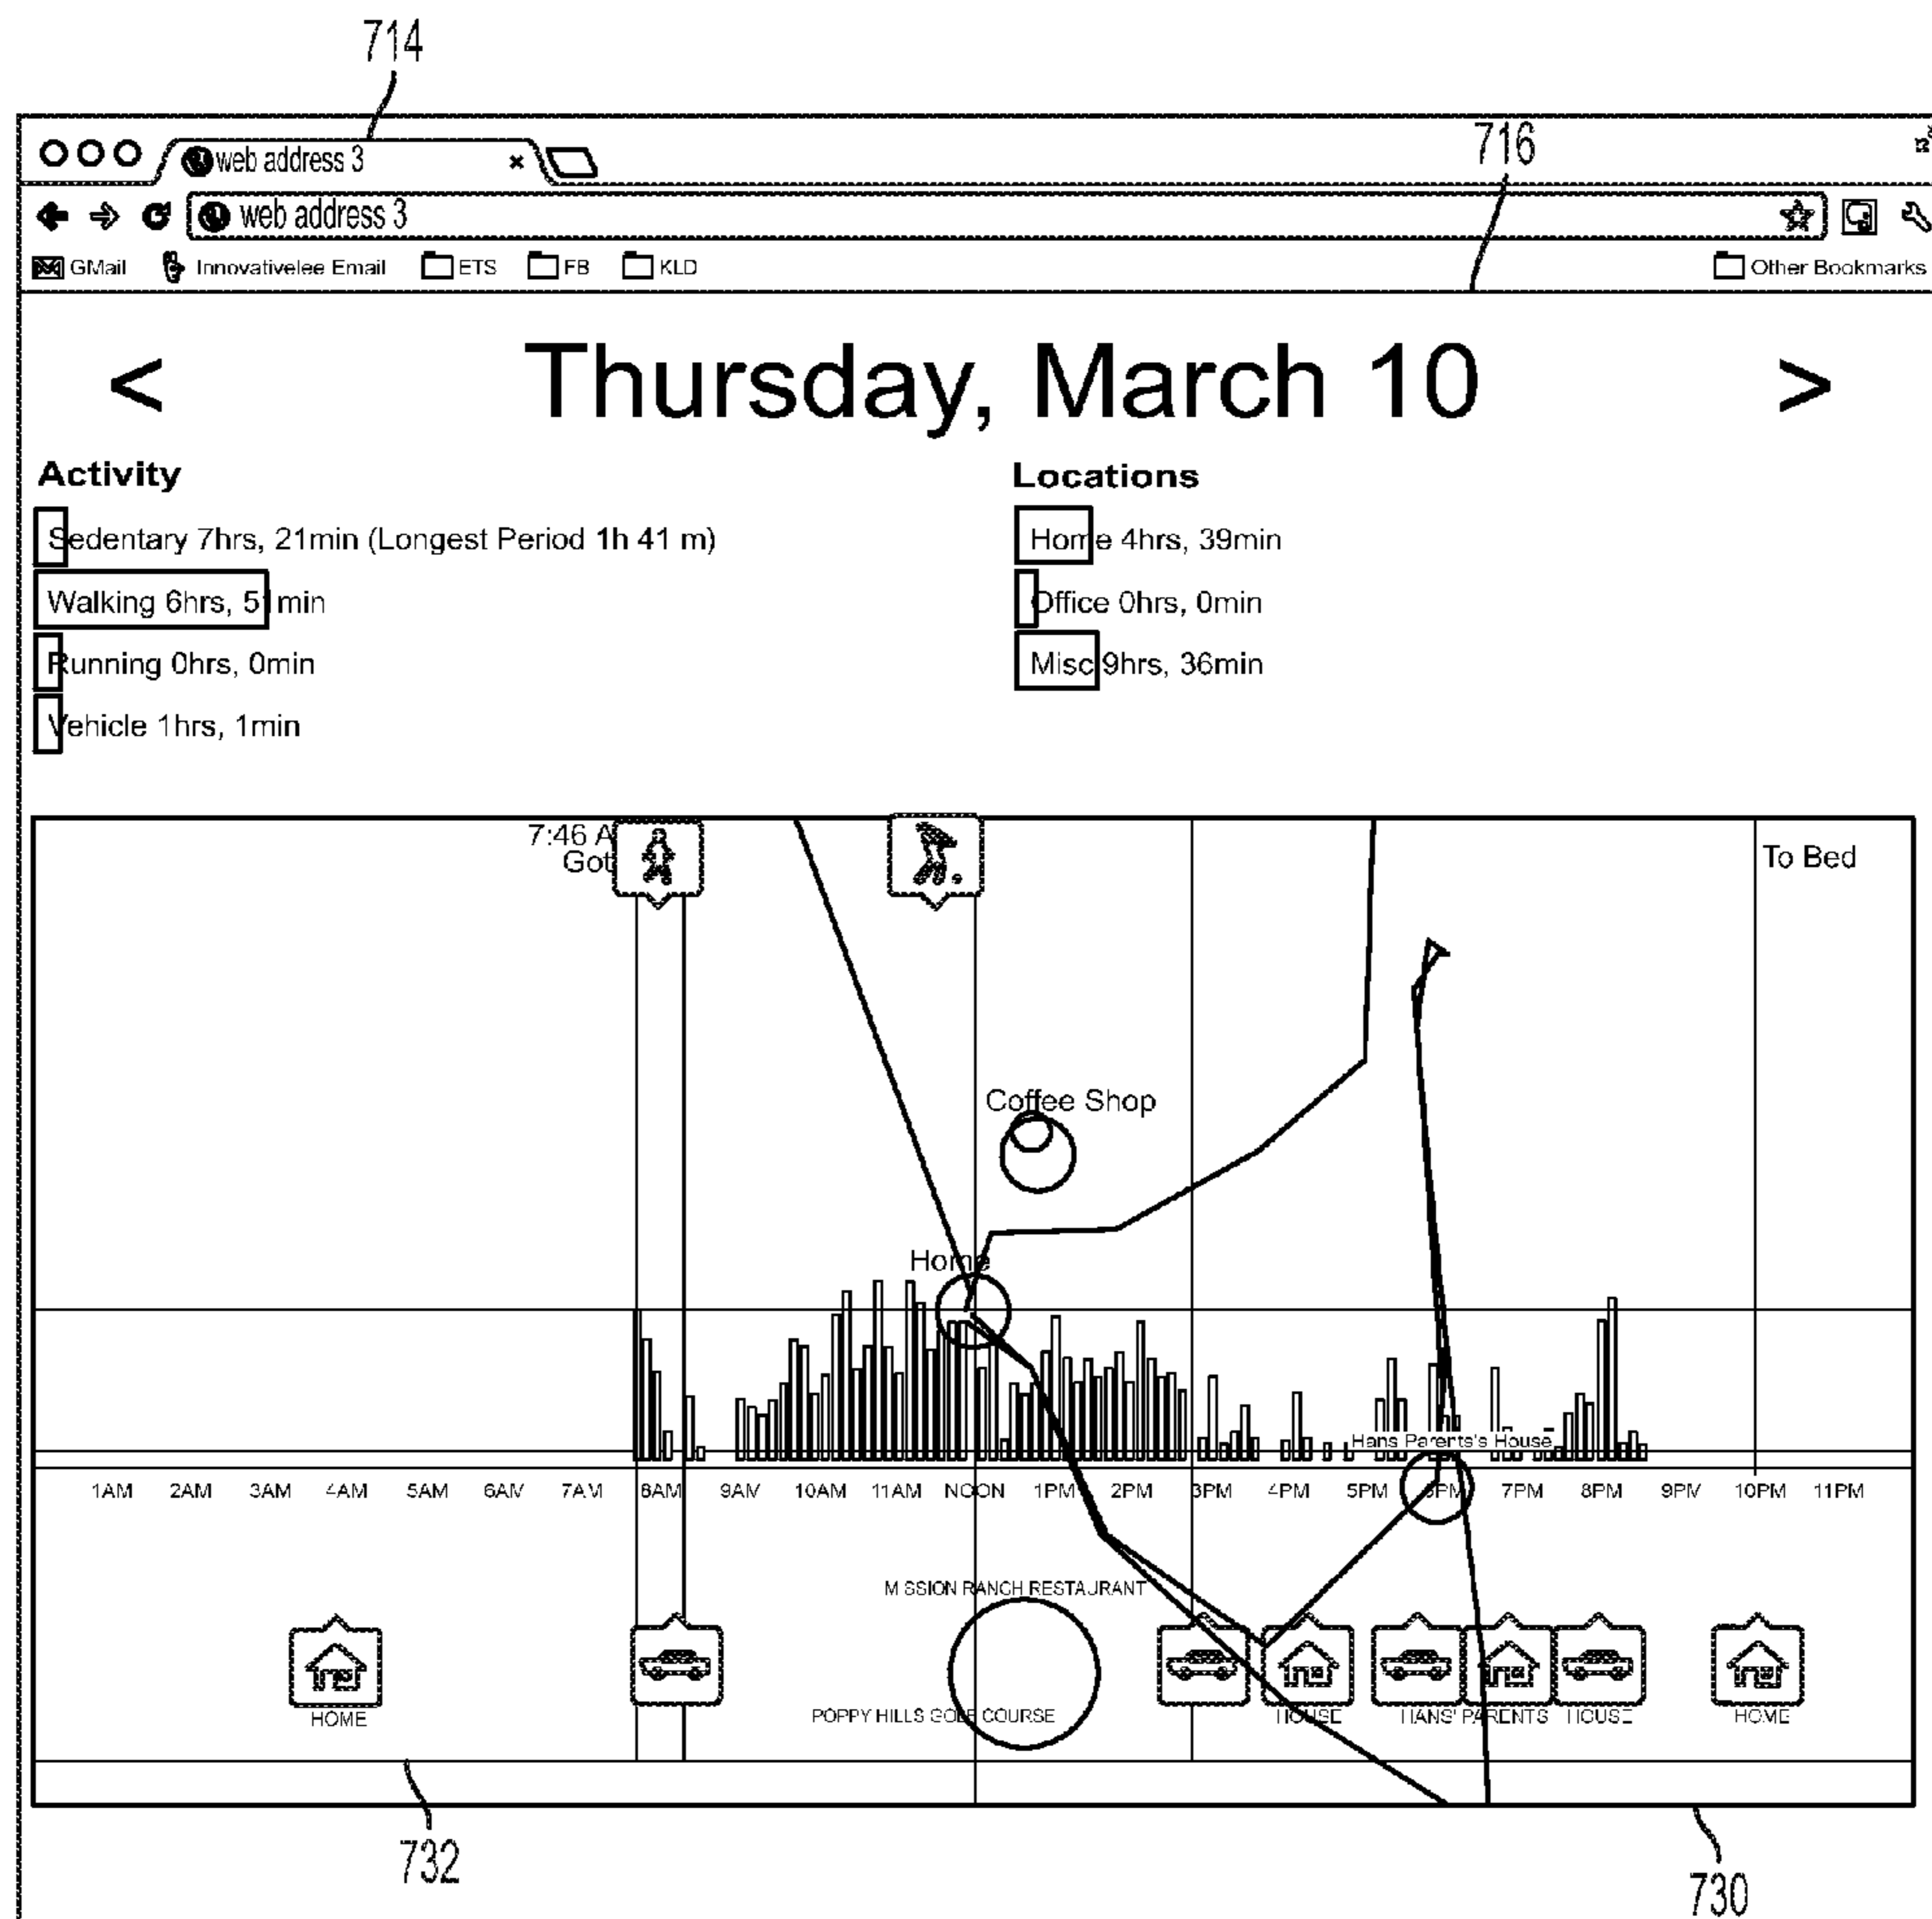 714
716
web address 3
web address 3
GMail Innovativelee Email ETS FB KLD Other Bookmarks
< Thursday, March 10 >
Activity
Sedentary 7hrs, 21min (Longest Period 1h 41 m)
Walking 6hrs, 51min
Running 0hrs, 0min
Vehicle 1hrs, 1min
Locations
Home 4hrs, 39min
Office 0hrs, 0min
Misc 9hrs, 36min
7:46 A
Got
To Bed
Coffee Shop
Home
Hans Parents's House
1AM 2AM 3AM 4AM 5AM 6AM 7AM 8AM 9AM 10AM 11AM NOON 1PM 2PM 3PM 4PM 5PM 6PM 7PM 8PM 9PM 10PM 11PM
MISSION RANCH RESTAURANT
HOME POPPY HILLS GOLF COURSE HOUSE HANS' PARENTS HOUSE HOME
732
730